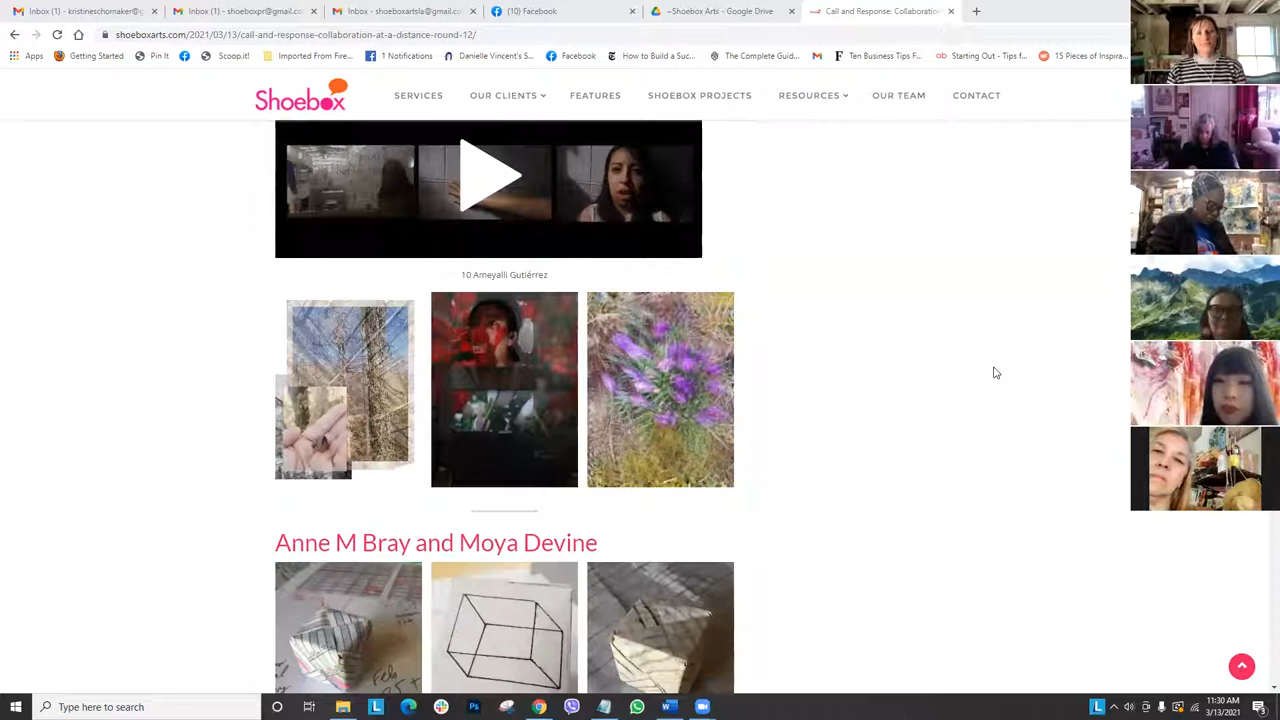 Inbox (1) - kristineschomaker@g
Inbox (1) - shoeboxpr@gmail.co
Inbox - shoeboxartsla@gmail.cc
(10) Facebook
~Shoebox Arts - Google Drive
Call and Response: Collaboration
shoeboxarts.com/2021/03/13/call-and-response-collaboration-at-a-distance-round-12/
Apps
Getting Started
Pin It
Scoop.it!
Imported From Fire...
1 Notifications
Danielle Vincent's S...
Facebook
How to Build a Suc...
The Complete Guid...
Ten Business Tips F...
Starting Out - Tips f...
15 Pieces of Inspira...
Shoebox
SERVICES
OUR CLIENTS
FEATURES
SHOEBOX PROJECTS
RESOURCES
OUR TEAM
CONTACT
10 Ameyalli Gutiérrez
Anne M Bray and Moya Devine
Type here to search
11:30 AM
3/13/2021